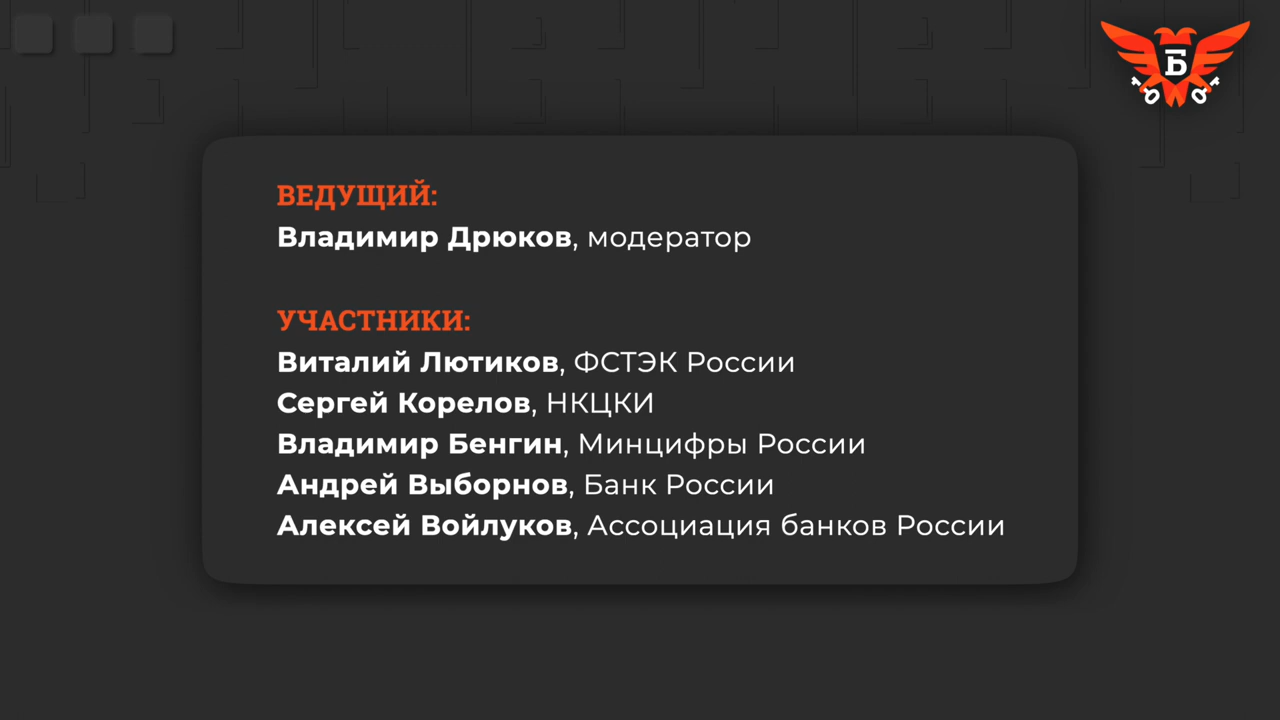 Б
ВЕДУЩИЙ:
Владимир Дрюков, модератор
УЧАСТНИКИ:
Виталий Лютиков, ФСТЭК России
Сергей Корелов, НКЦКИ
Владимир Бенгин, Минцифры России
Андрей Выборнов, Банк России
Алексей Войлуков, Ассоциация банков России